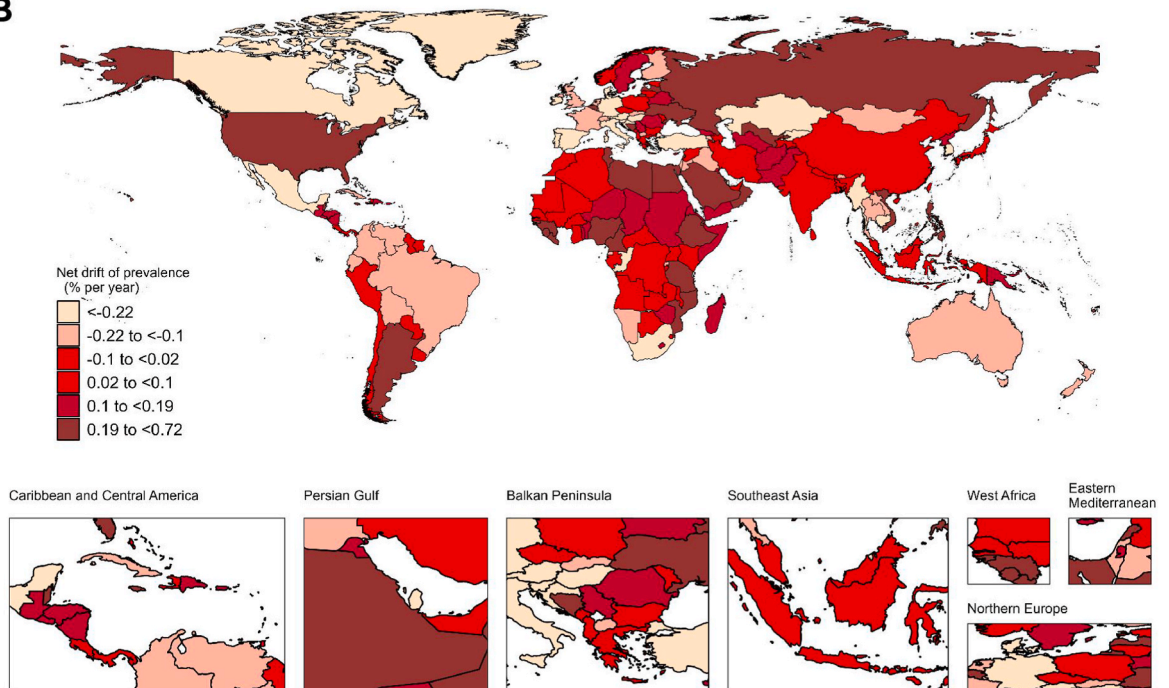 B
Net drift of prevalence
(% per year)
<-0.22
-0.22 to <-0.1
-0.1 to <0.02
0.02 to <0.1
0.1 to <0.19
0.19 to <0.72
Caribbean and Central America
Persian Gulf
Balkan Peninsula
Southeast Asia
West Africa
Eastern
Mediterranean
Northern Europe